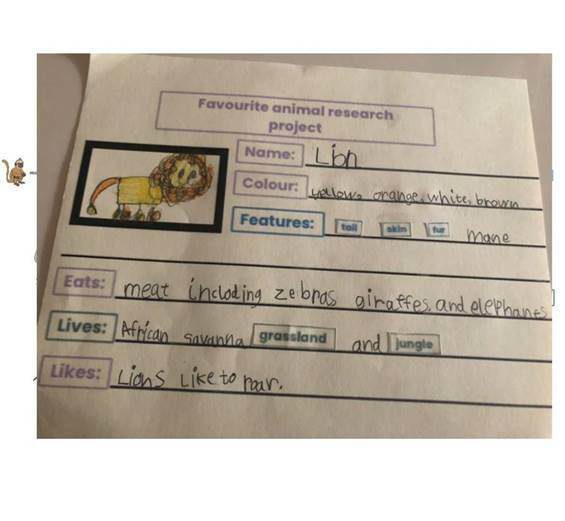 Favourite animal research
project
Name: Lion
Colour: yellow, orange, white, brown
Features: tail skin fur mane
Eats: meat incloding zebras giraffes and elephants
Lives: African savanna grassland and jungle
Likes: Lions Like to roar.